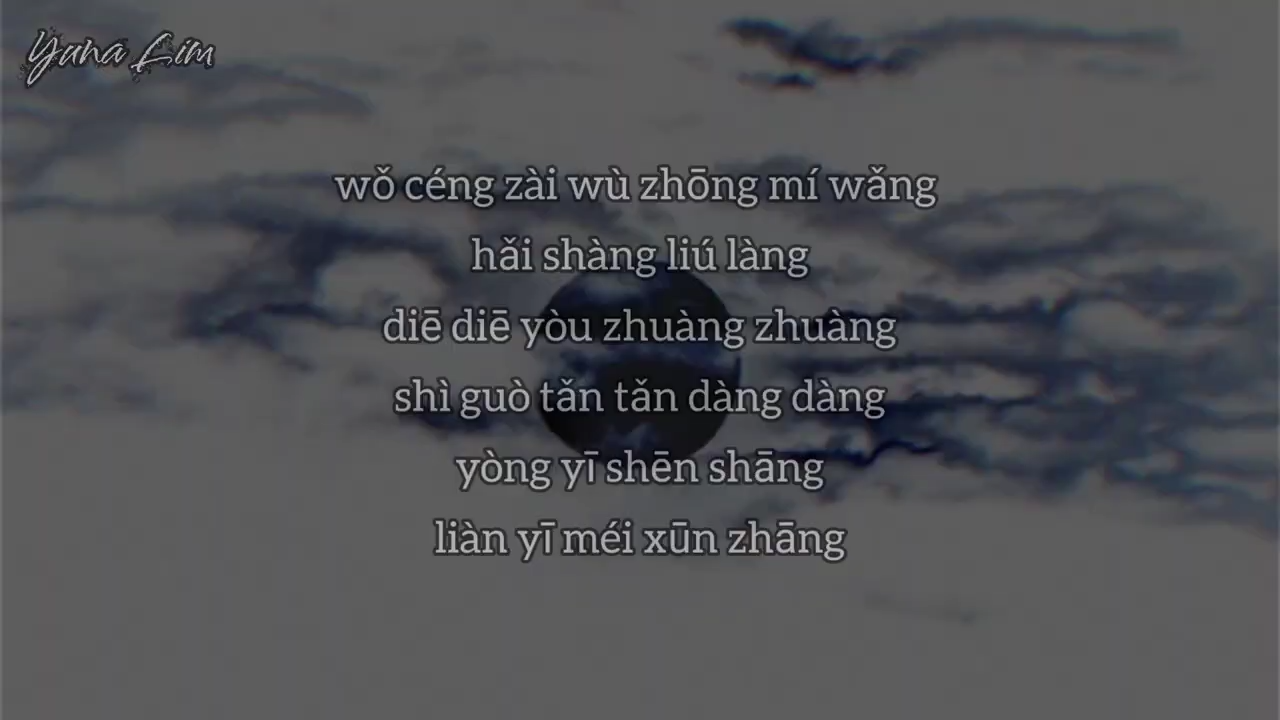 Yuna Lim
wǒ céng zài wù zhōng mí wǎng
hǎi shàng liú làng
diē diē yòu zhuàng zhuàng
shì guò tǎn tǎn dàng dàng
yòng yī shēn shāng
liàn yī méi xūn zhāng